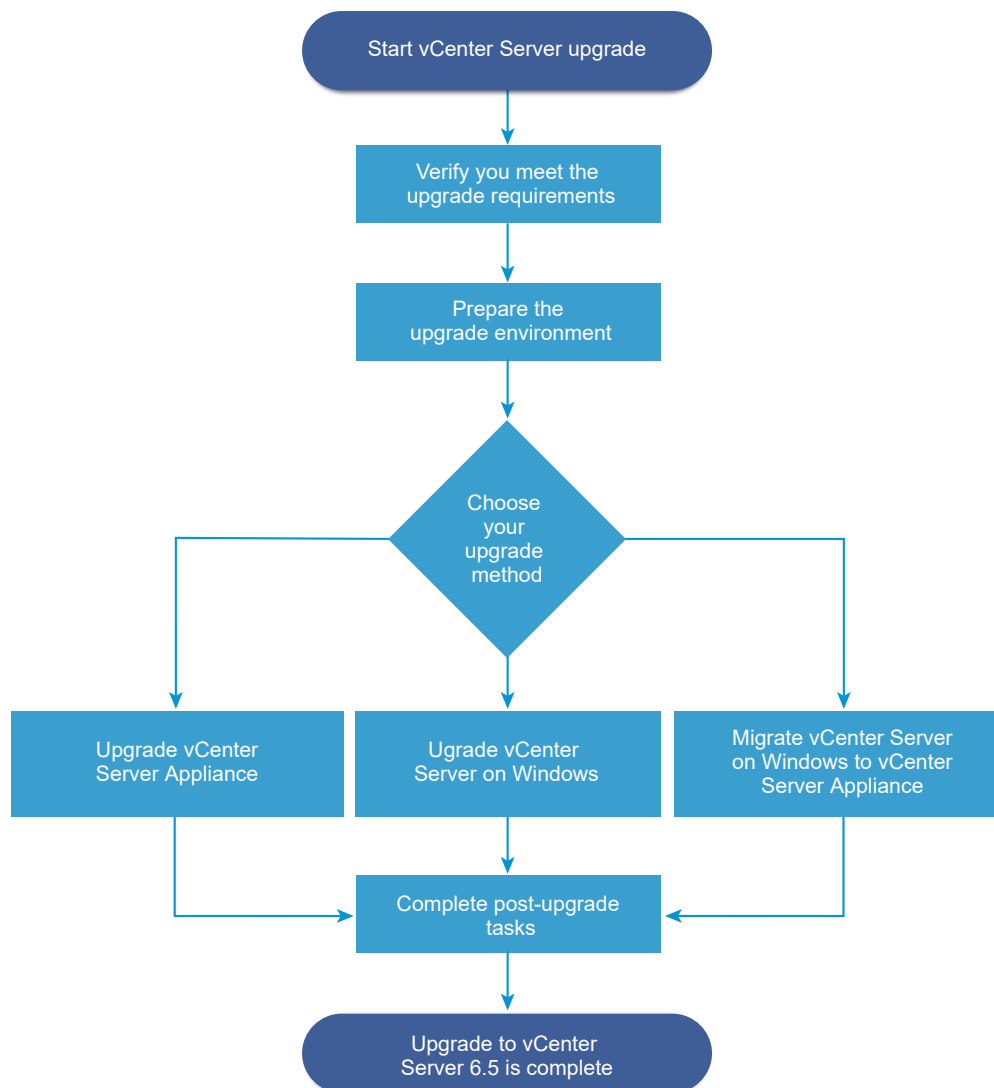 Start vCenter Server upgrade
Verify you meet the
upgrade requirements
Prepare the
upgrade environment
Choose
your
upgrade
method
Upgrade vCenter
Server Appliance
Ugrade vCenter
Server on Windows
Migrate vCenter Server
on Windows to vCenter
Server Appliance
Complete post-upgrade
tasks
Upgrade to vCenter
Server 6.5 is complete